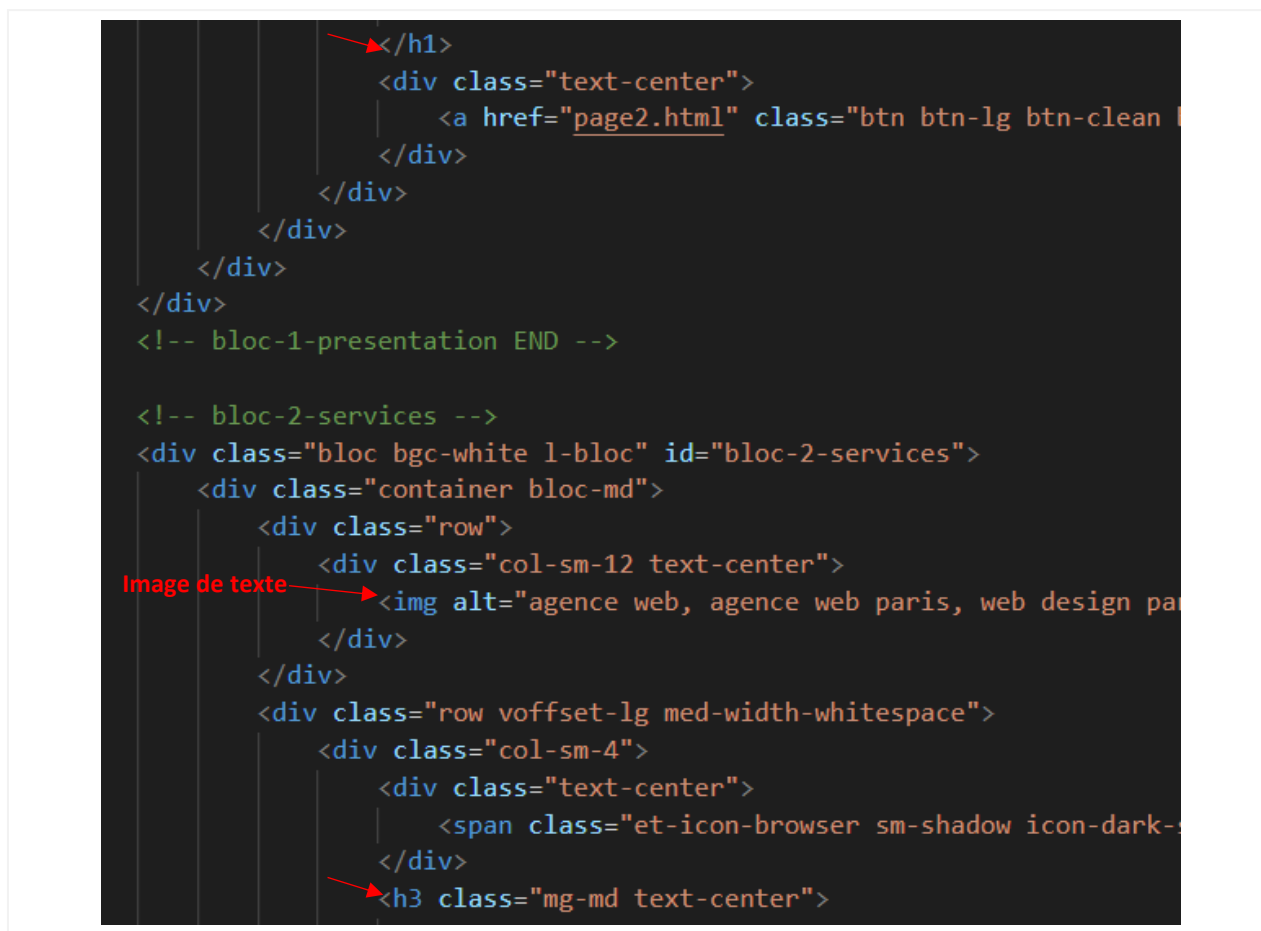 </h1>
<div class="text-center">
<a href="page2.html" class="btn btn-lg btn-clean
</div>
</div>
</div>
</div>
</div>
<!-- bloc-1-presentation END -->
<!-- bloc-2-services -->
<div class="bloc bgc-white l-bloc" id="bloc-2-services">
<div class="container bloc-md">
<div class="row">
<div class="col-sm-12 text-center">
Image de texte <img alt="agence web, agence web paris, web design par
</div>
</div>
<div class="row voffset-lg med-width-whitespace">
<div class="col-sm-4">
<div class="text-center">
<span class="et-icon-browser sm-shadow icon-dark-
</div>
<h3 class="mg-md text-center">